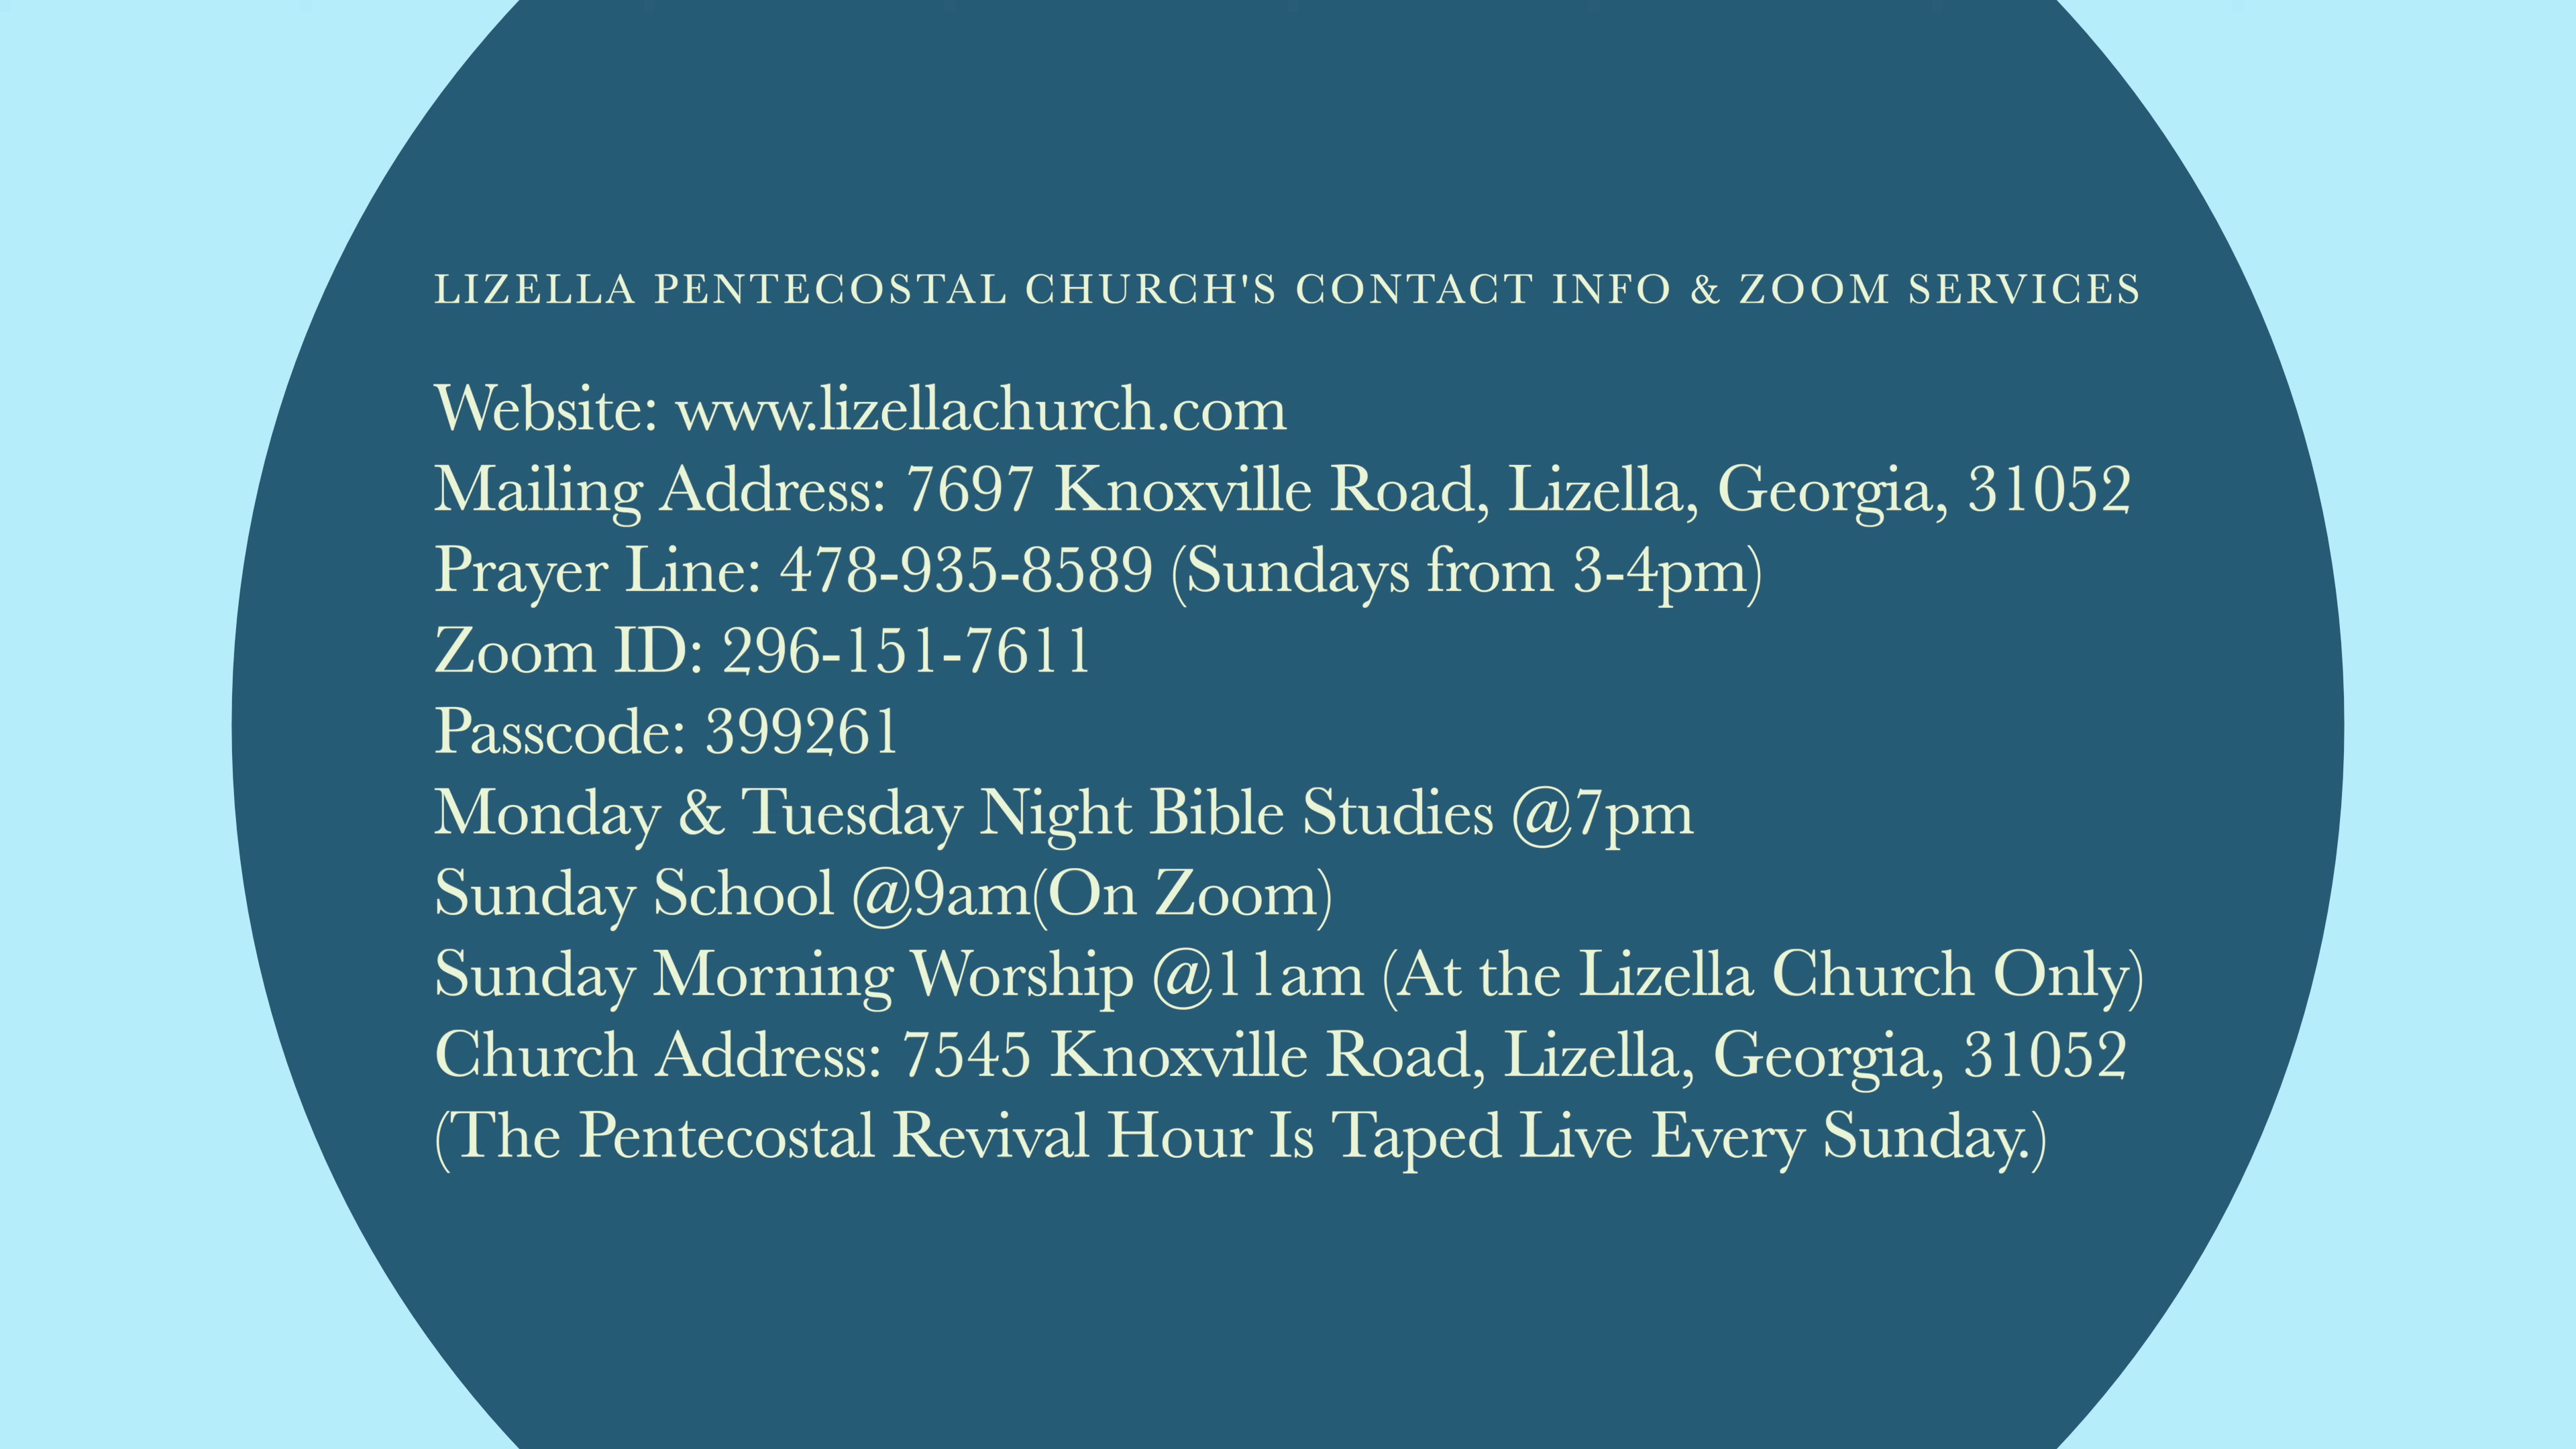 LIZELLA PENTECOSTAL CHURCH'S CONTACT INFO & ZOOM SERVICES
Website: www.lizellachurch.com
Mailing Address: 7697 Knoxville Road, Lizella, Georgia, 31052
Prayer Line: 478-935-8589 (Sundays from 3-4pm)
Zoom ID: 296-151-7611
Passcode: 399261
Monday & Tuesday Night Bible Studies @7pm
Sunday School @9am(On Zoom)
Sunday Morning Worship @11am (At the Lizella Church Only)
Church Address: 7545 Knoxville Road, Lizella, Georgia, 31052
(The Pentecostal Revival Hour Is Taped Live Every Sunday.)